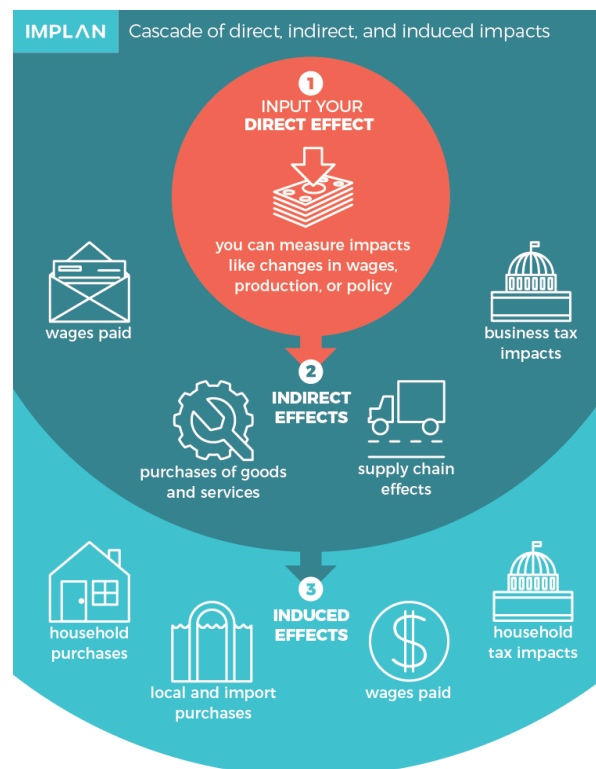 IMPLAN
Cascade of direct, indirect, and induced impacts
1
INPUT YOUR
DIRECT EFFECT
you can measure impacts
like changes in wages,
production, or policy
wages paid
business tax
impacts
2
INDIRECT
EFFECTS
purchases of goods
and services
supply chain
effects
3
INDUCED
EFFECTS
household
purchases
local and import
purchases
$
wages paid
household
tax impacts